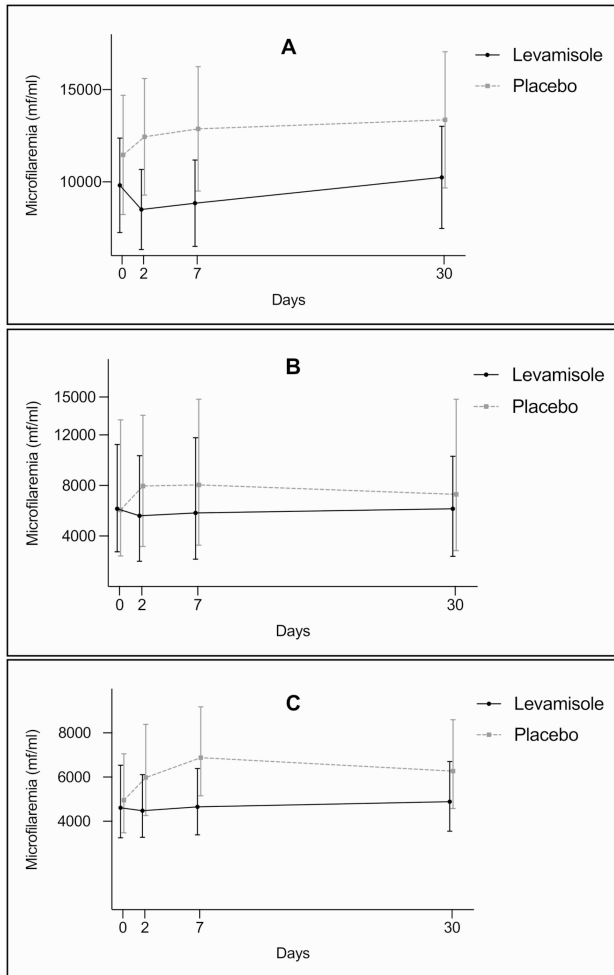 A
Levamisole
Placebo
Microfilaremia (mf/ml)
15000
10000
0 2 7 30
Days
B
Levamisole
Placebo
Microfilaremia (mf/ml)
15000
12000
8000
4000
0 2 7 30
Days
C
Levamisole
Placebo
Microfilaremia (mf/ml)
8000
6000
4000
0 2 7 30
Days